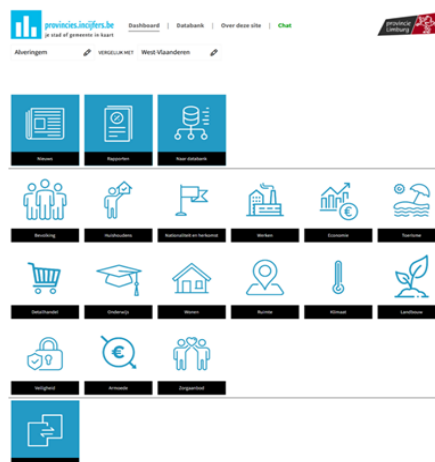 provincies.incijfers.be
je stad of gemeente in kaart
Dashboard | Databank | Over deze site | Chat
provincie
Limburg
Alveringem VERGELIJK MET West-Vlaanderen
Nieuws Rapporten Naar databank
Bevolking Huishoudens Nationaliteit en herkomst Werken Economie Toerisme
Detailhandel Onderwijs Wonen Ruimte Klimaat Landbouw
Veiligheid Armoede Zorgaanbod